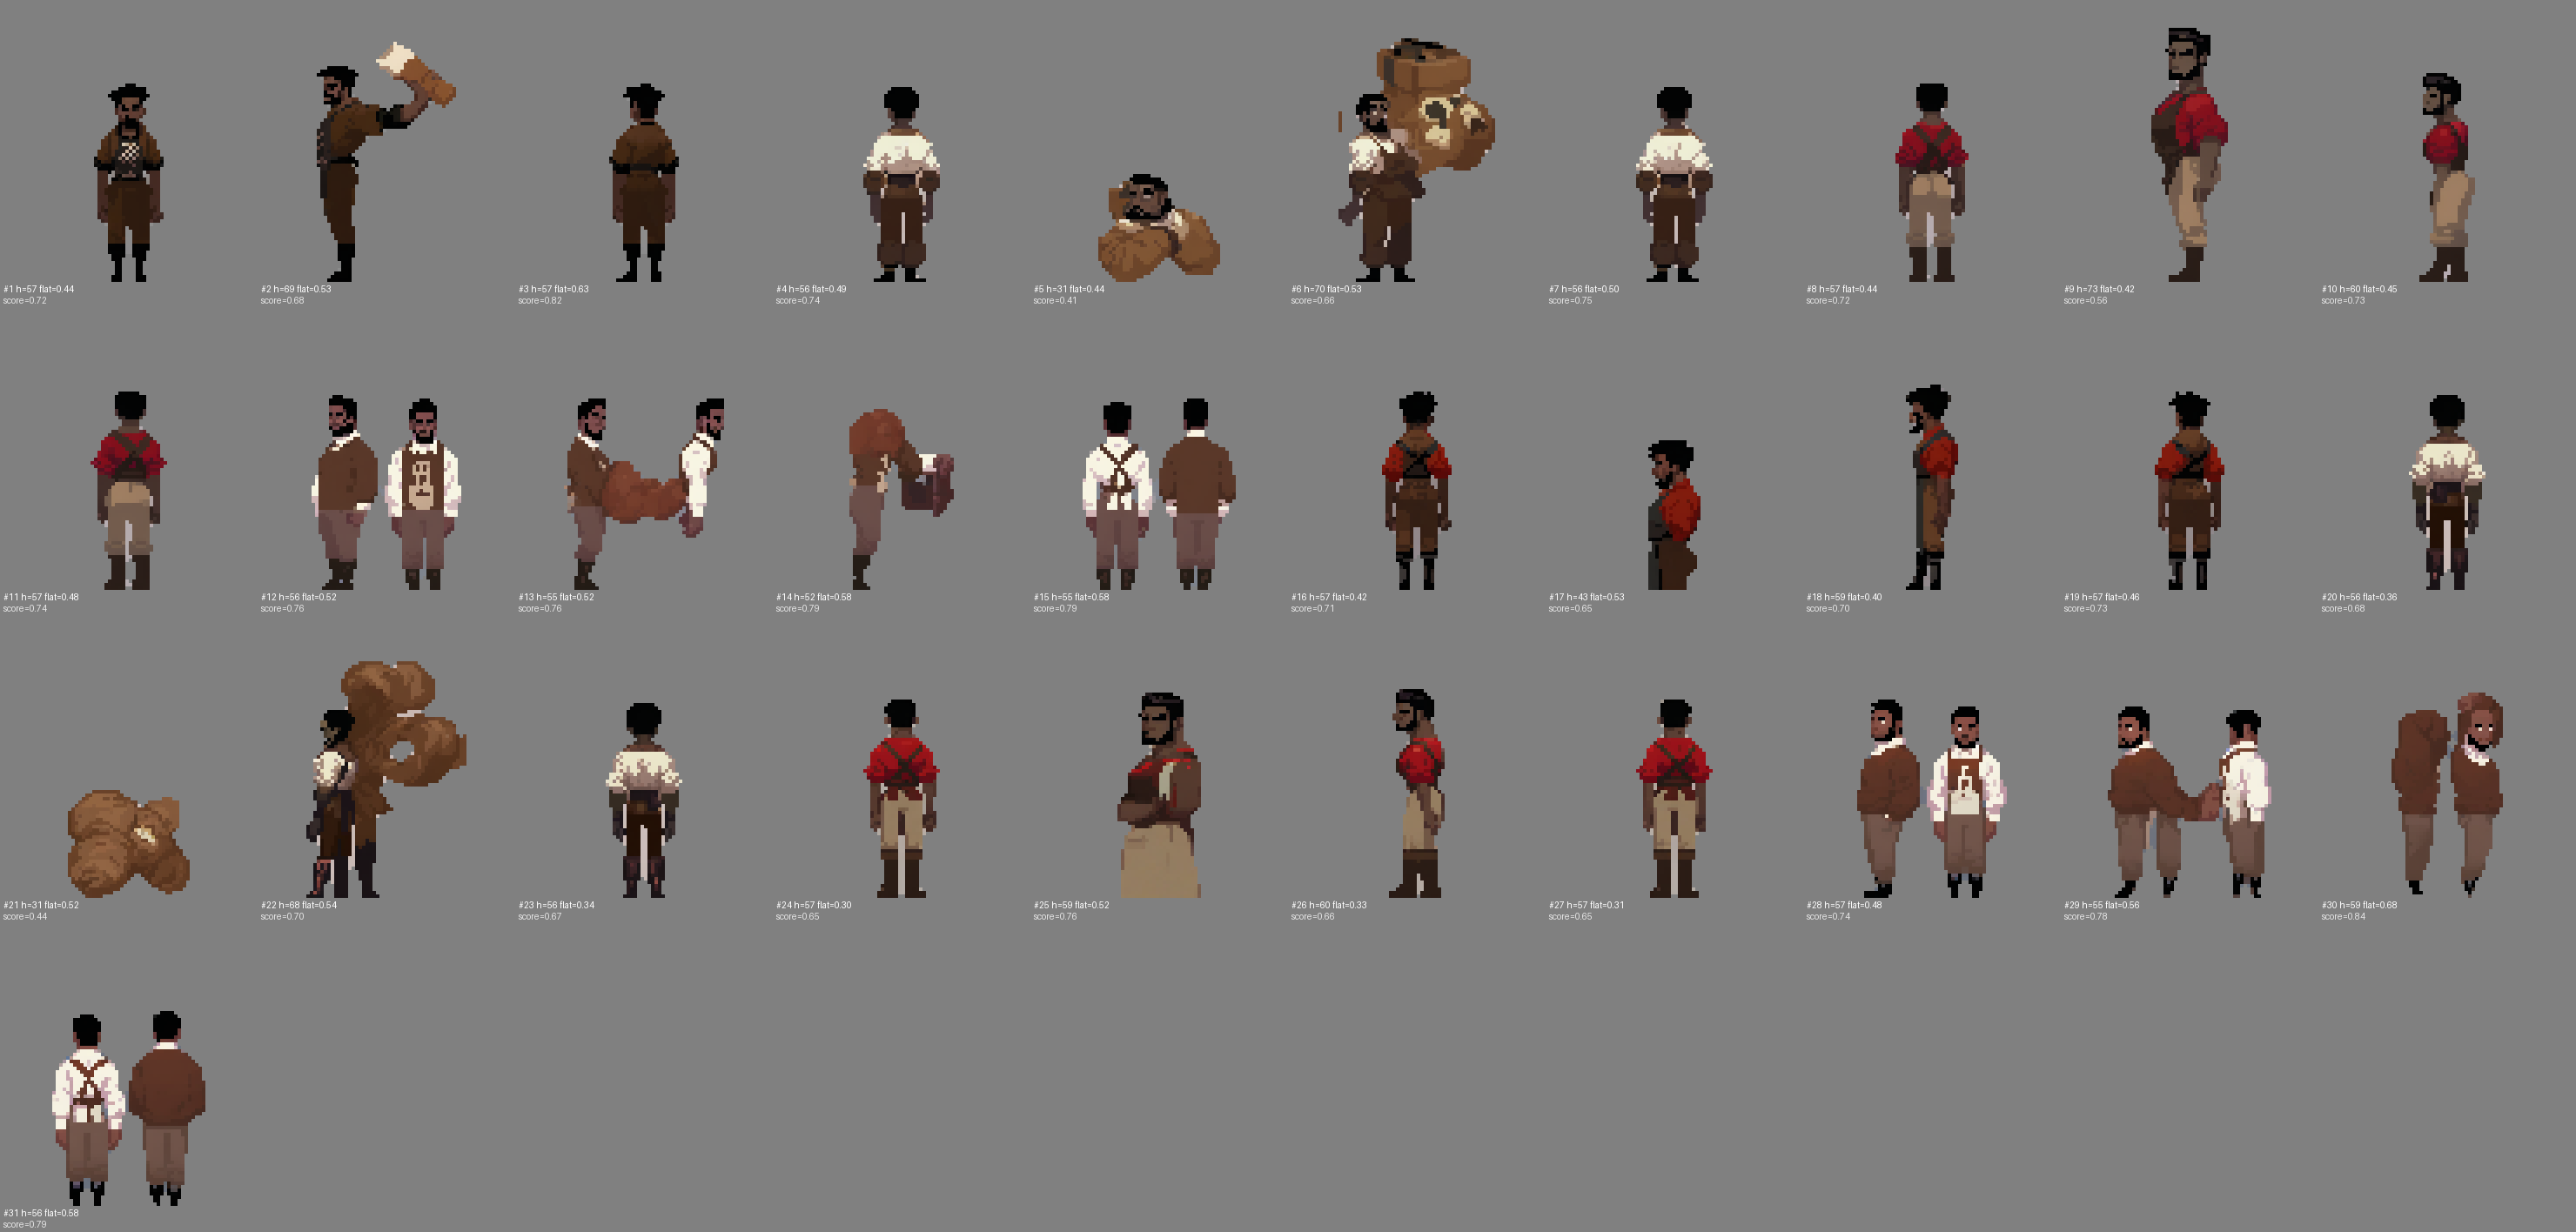 #1 h=57 flat=0.44
score=0.72
#2 h=69 flat=0.53
score=0.68
#3 h=57 flat=0.63
score=0.82
#4 h=56 flat=0.49
score=0.74
#5 h=31 flat=0.44
score=0.41
#6 h=70 flat=0.53
score=0.66
#7 h=56 flat=0.50
score=0.75
#8 h=57 flat=0.44
score=0.72
#9 h=73 flat=0.42
score=0.56
#10 h=60 flat=0.45
score=0.73
#11 h=57 flat=0.48
score=0.74
#12 h=56 flat=0.52
score=0.76
#13 h=55 flat=0.52
score=0.76
#14 h=52 flat=0.58
score=0.79
#15 h=55 flat=0.58
score=0.79
#16 h=57 flat=0.42
score=0.71
#17 h=43 flat=0.53
score=0.65
#18 h=59 flat=0.40
score=0.70
#19 h=57 flat=0.46
score=0.73
#20 h=56 flat=0.36
score=0.68
#21 h=31 flat=0.52
score=0.44
#22 h=68 flat=0.54
score=0.70
#23 h=56 flat=0.34
score=0.67
#24 h=57 flat=0.30
score=0.65
#25 h=59 flat=0.52
score=0.76
#26 h=60 flat=0.33
score=0.66
#27 h=57 flat=0.31
score=0.65
#28 h=57 flat=0.48
score=0.74
#29 h=55 flat=0.56
score=0.78
#30 h=59 flat=0.68
score=0.84
#31 h=56 flat=0.58
score=0.79